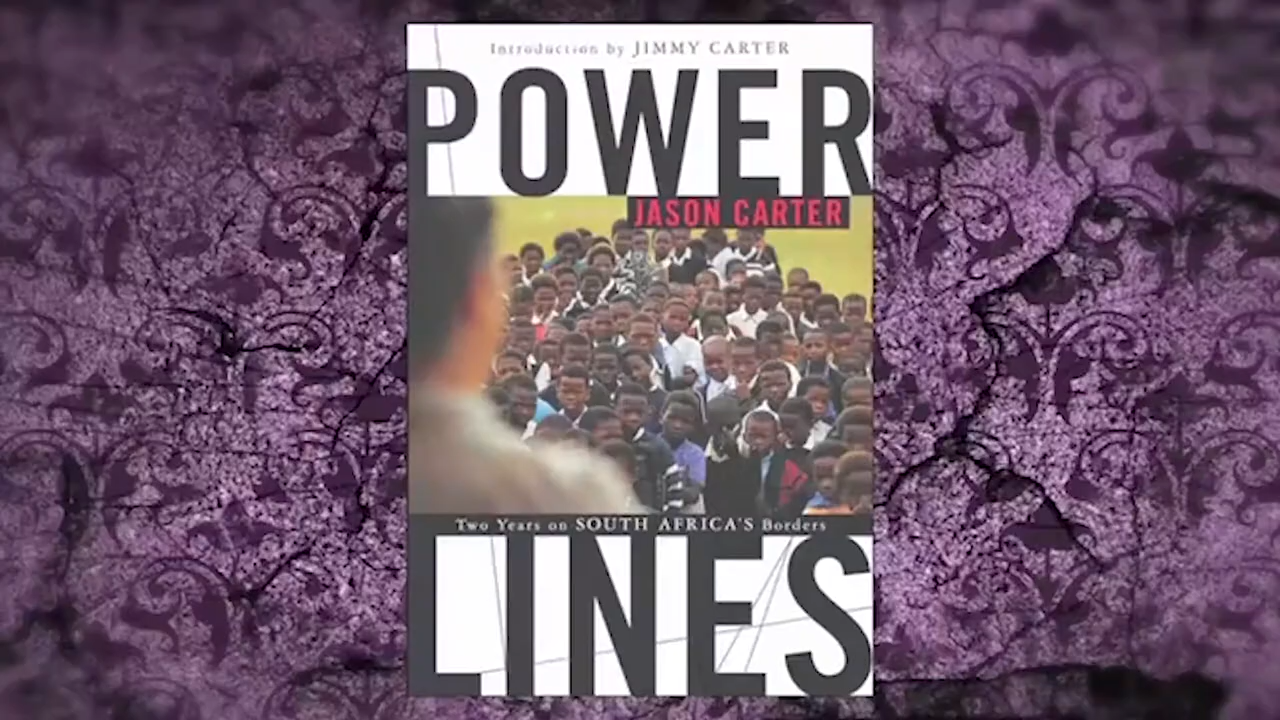 Introduction by JIMMY CARTER
POWER
JASON CARTER
Two Years on SOUTH AFRICA'S Borders
LINES